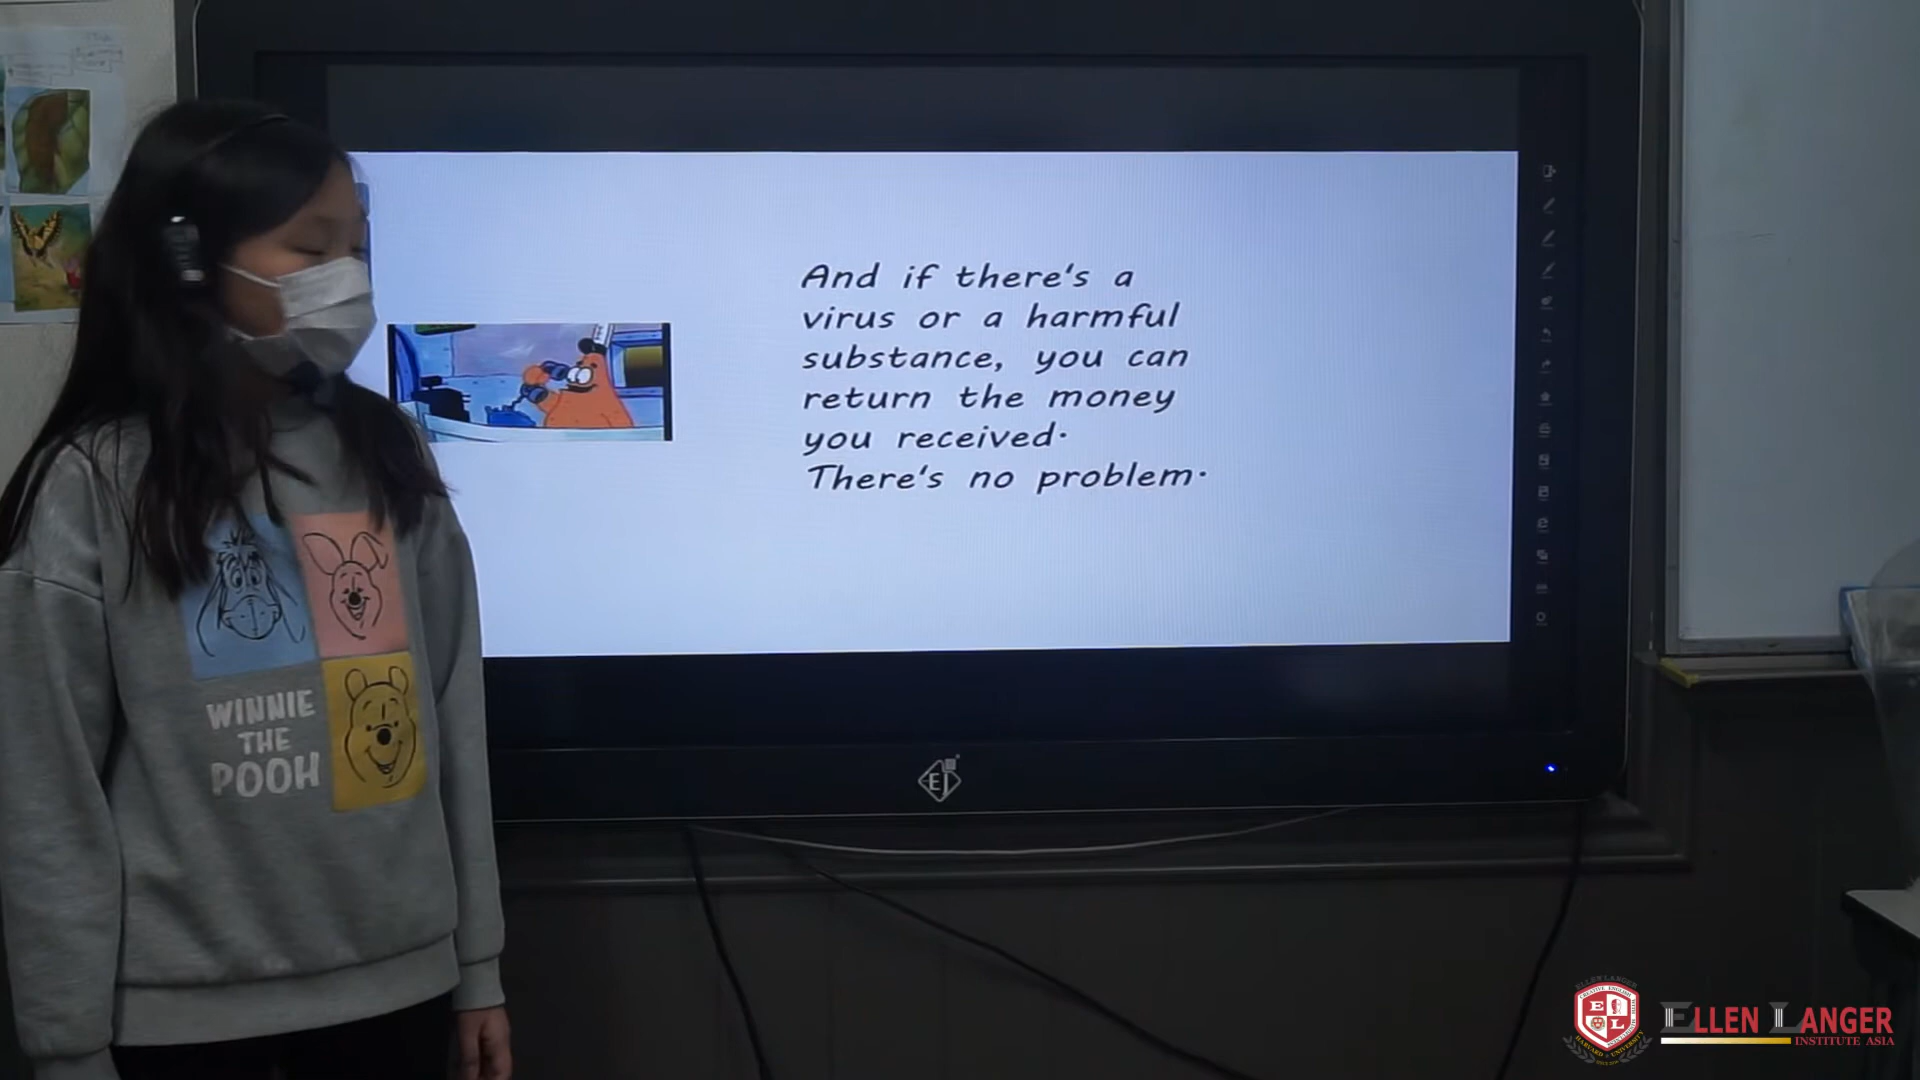 And if there's a
virus or a harmful
substance, you can
return the money
you received.
There's no problem.
WINNIE
THE
POOH
EJ
E L
ELLEN LANGER
INSTITUTE ASIA